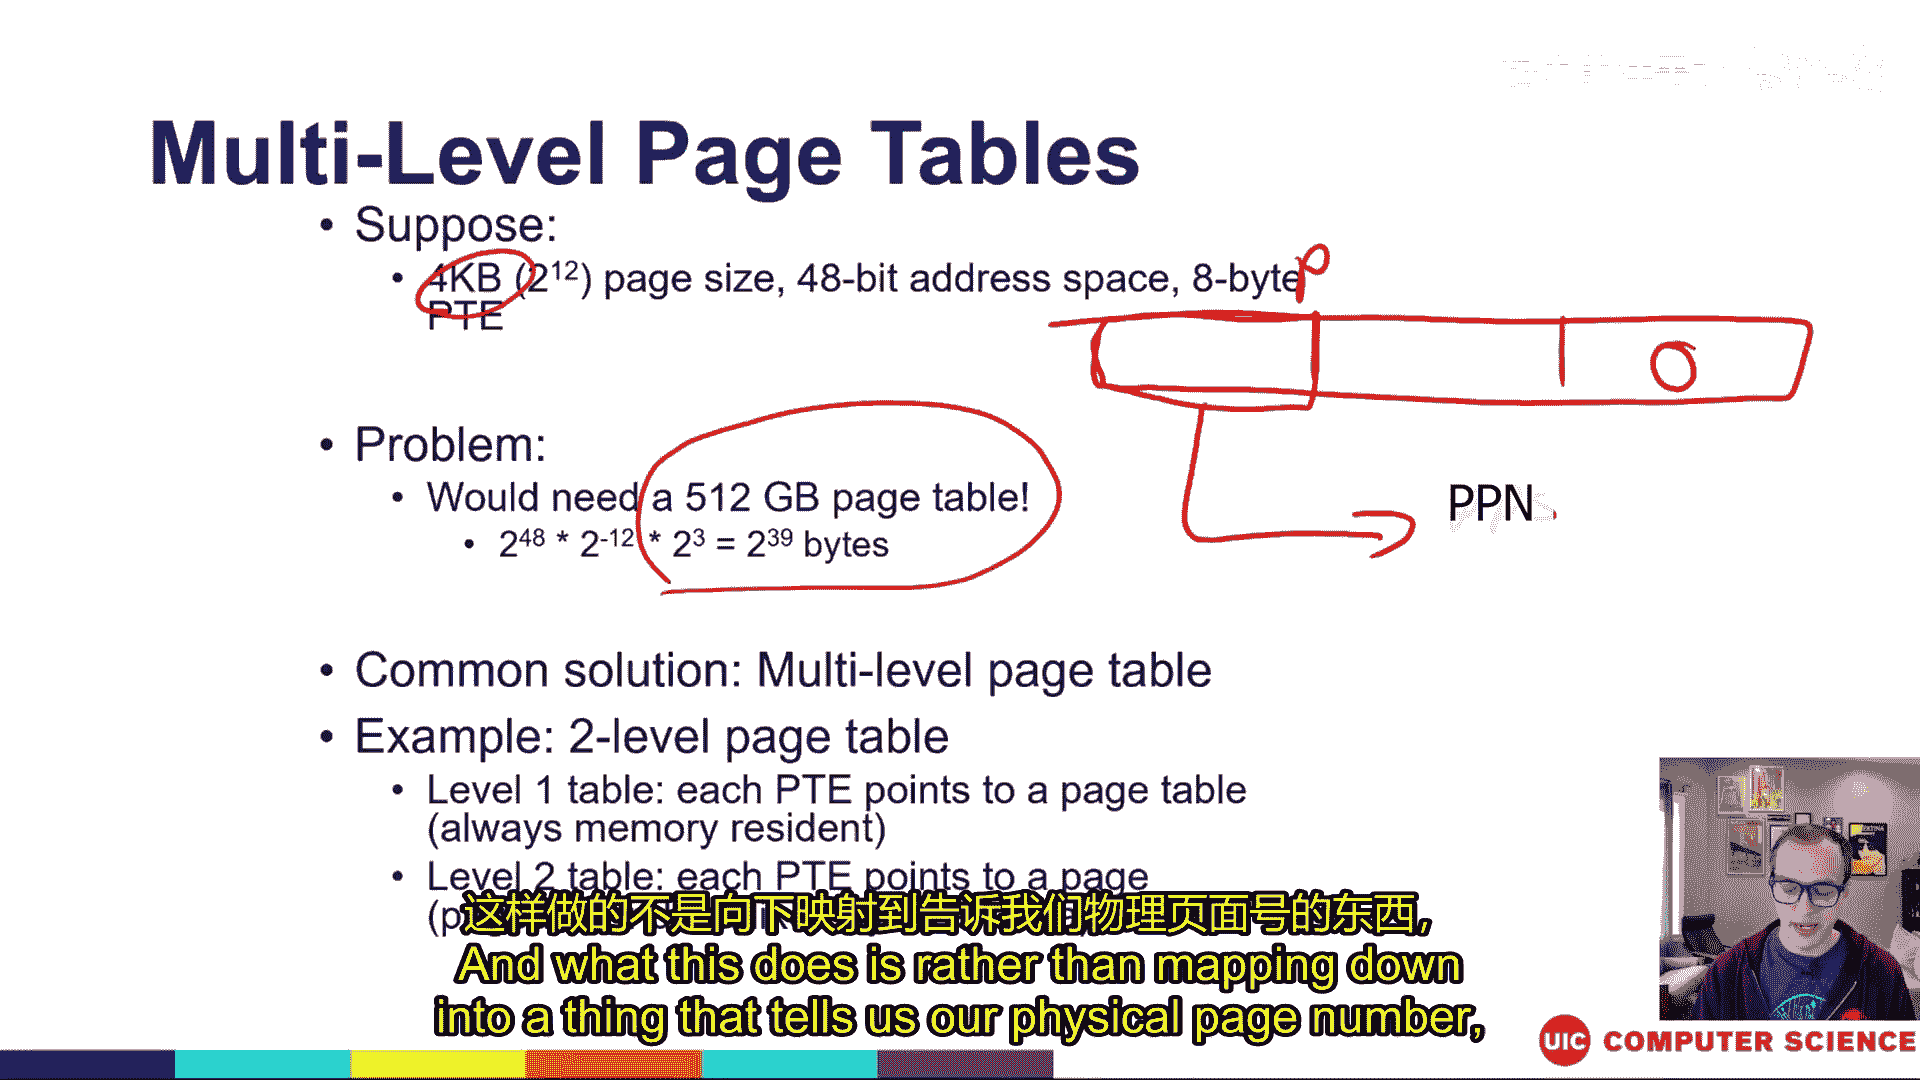 Multi-Level Page Tables
• Suppose:
• 4KB (2¹²) page size, 48-bit address space, 8-byte
PTE
p
O
• Problem:
• Would need a 512 GB page table!
• 2⁴⁸ * 2⁻¹² * 2³ = 2³⁹ bytes
PPN
• Common solution: Multi-level page table
• Example: 2-level page table
• Level 1 table: each PTE points to a page table
(always memory resident)
• Level 2 table: each PTE points to a page
这样做的不是向下映射到告诉我们物理页面号的东西,
And what this does is rather than mapping down
into a thing that tells us our physical page number,
UIC COMPUTER SCIENCE